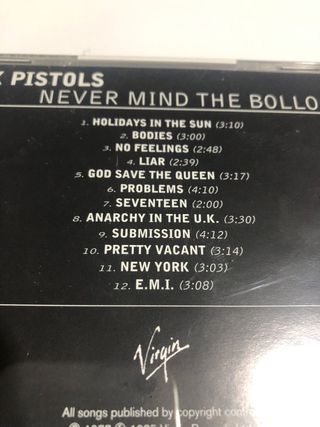 PISTOLS
NEVER MIND THE BOLLO
1. HOLIDAYS IN THE SUN (3:10)
2. BODIES (3:00)
3. NO FEELINGS (2:48)
4. LIAR (2:39)
5. GOD SAVE THE QUEEN (3:17)
6. PROBLEMS (4:10)
7. SEVENTEEN (2:00)
8. ANARCHY IN THE U.K. (3:30)
9. SUBMISSION (4:12)
10. PRETTY VACANT (3:14)
11. NEW YORK (3:03)
12. E.M.I. (3:08)
Virgin
All songs published by copyright